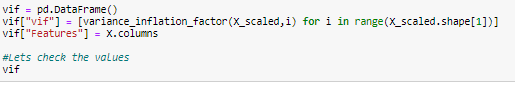 vif = pd.DataFrame()
vif["vif"] = [variance_inflation_factor(X_scaled,i) for i in range(X_scaled.shape[1])]
vif["Features"] = X.columns
#Lets check the values
vif